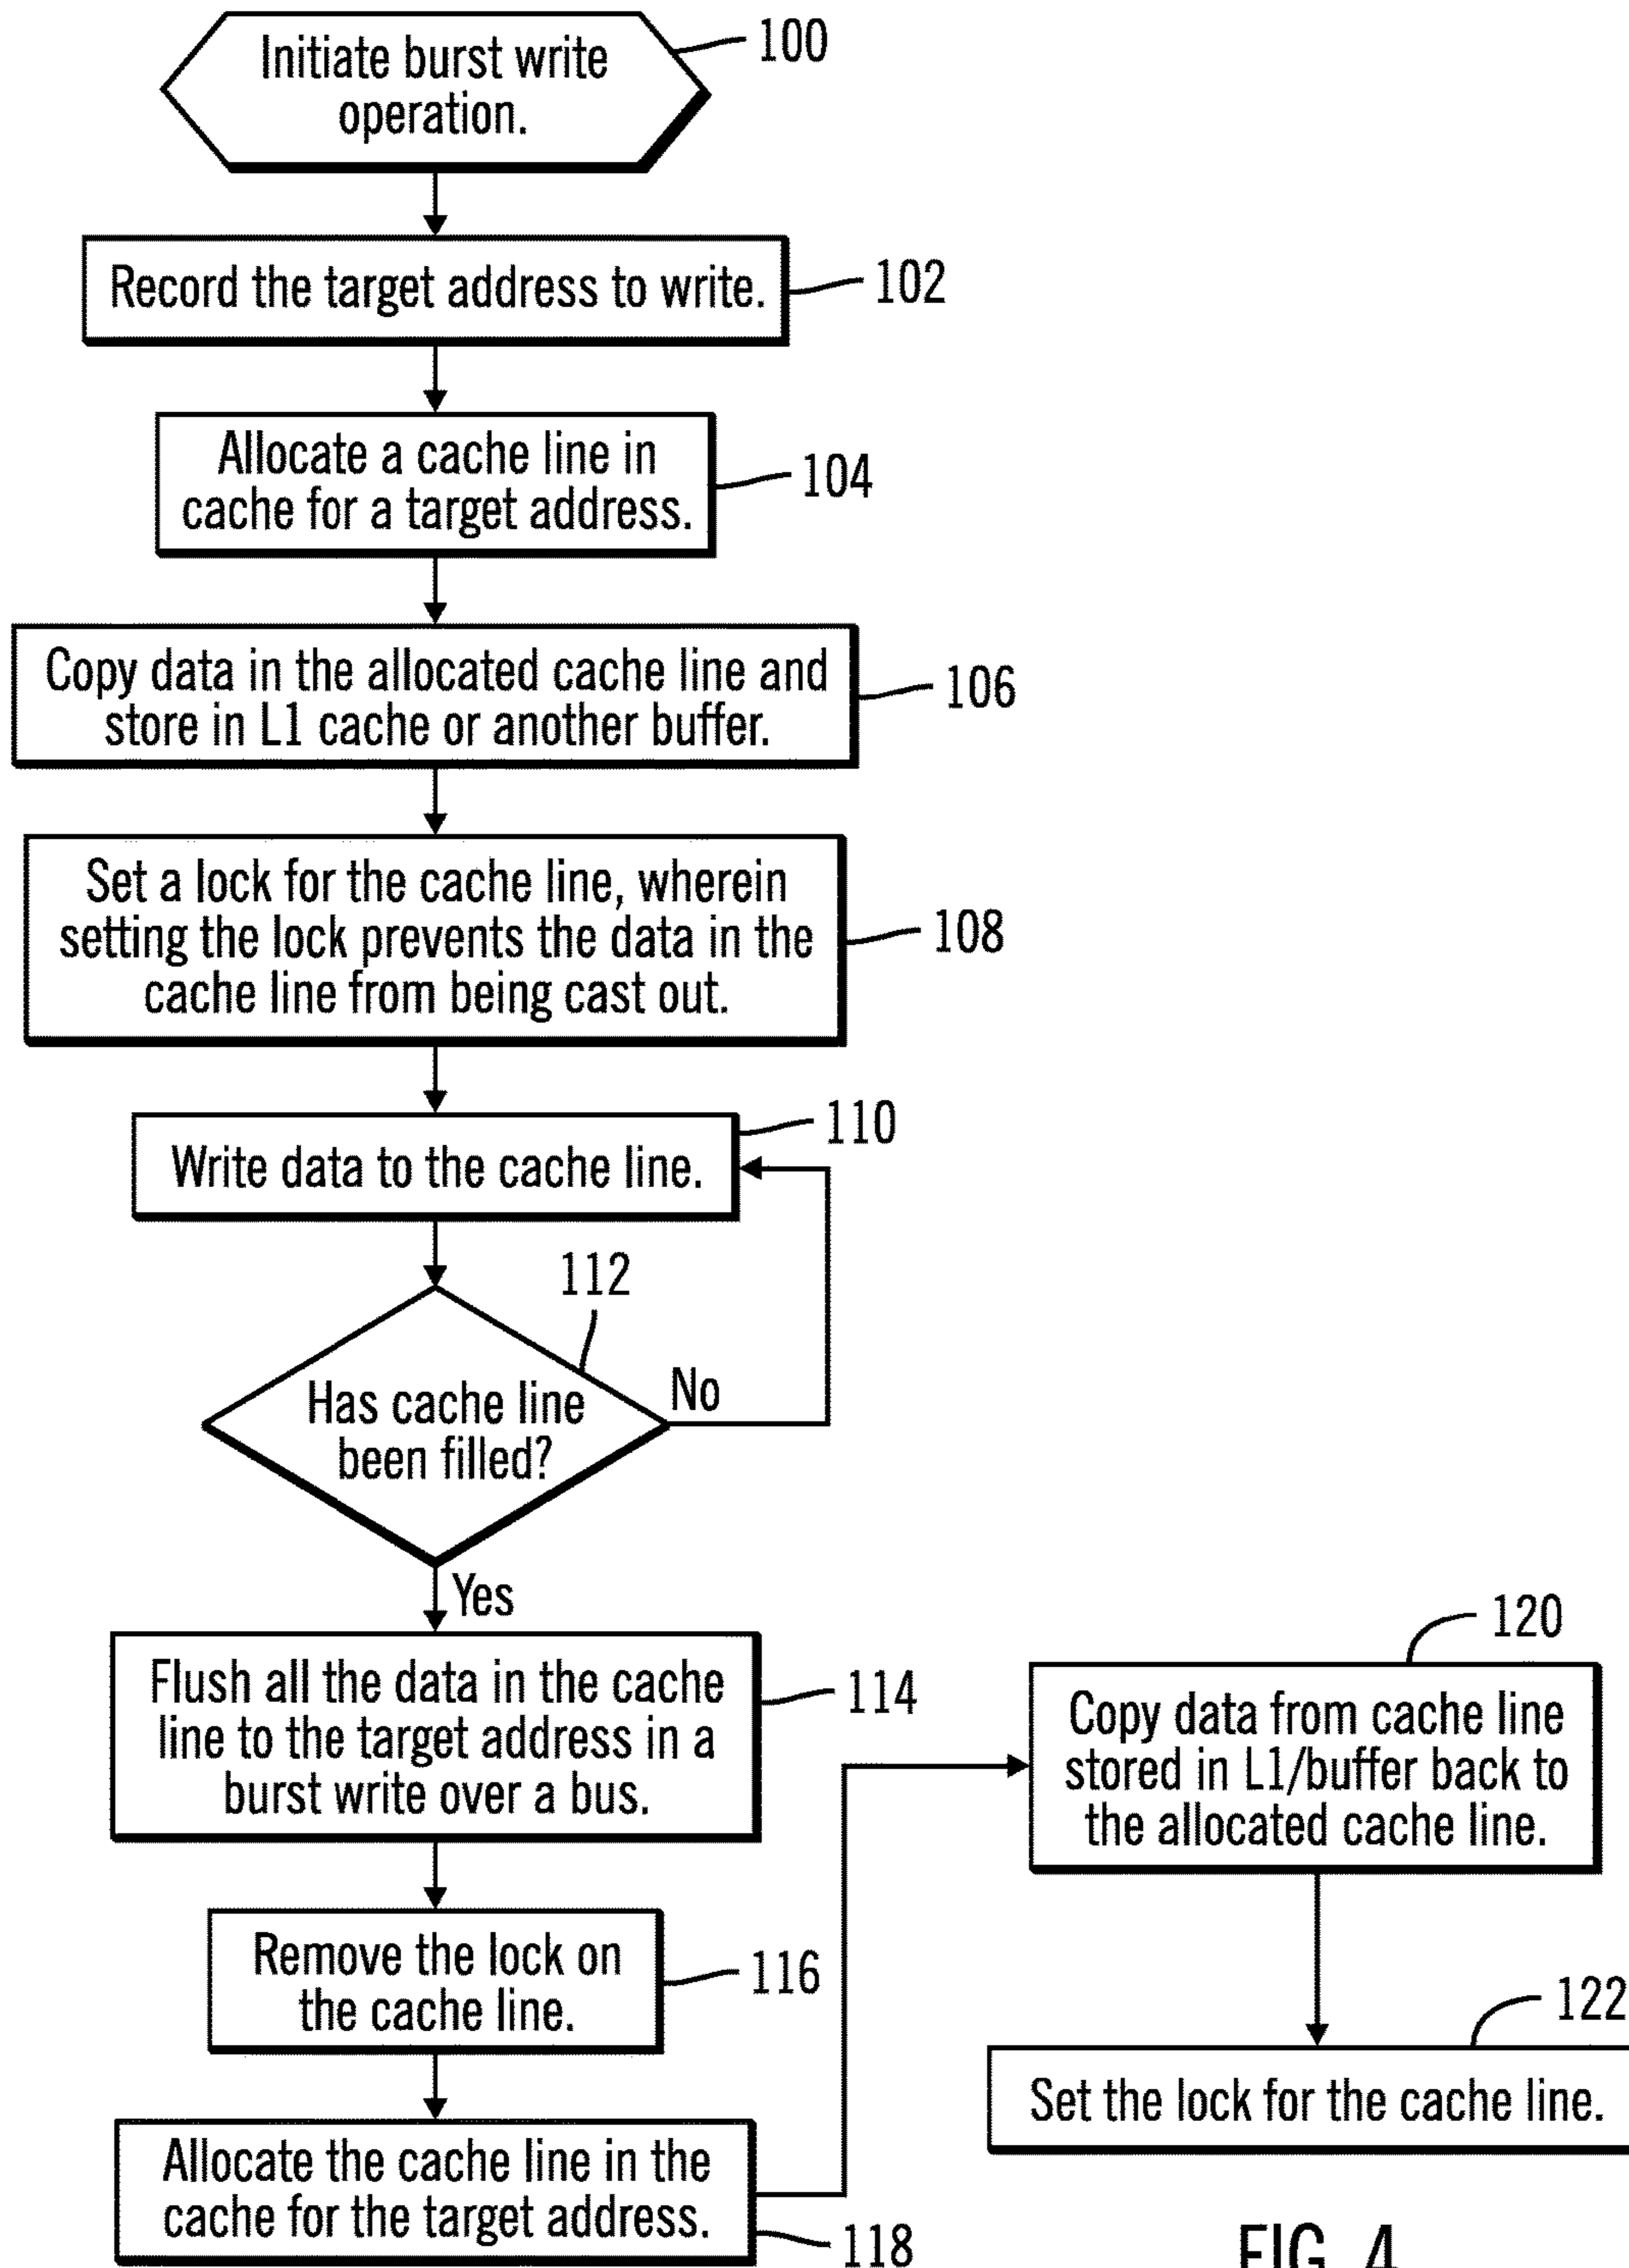 Initiate burst write
operation.
100
Record the target address to write.
102
Allocate a cache line in
cache for a target address.
104
Copy data in the allocated cache line and
store in L1 cache or another buffer.
106
Set a lock for the cache line, wherein
setting the lock prevents the data in the
cache line from being cast out.
108
110
Write data to the cache line.
112
Has cache line
been filled?
No
Yes
Flush all the data in the cache
line to the target address in a
burst write over a bus.
114
Remove the lock on
the cache line.
116
Allocate the cache line in the
cache for the target address.
118
120
Copy data from cache line
stored in L1/buffer back to
the allocated cache line.
122
Set the lock for the cache line.
FIG. 4